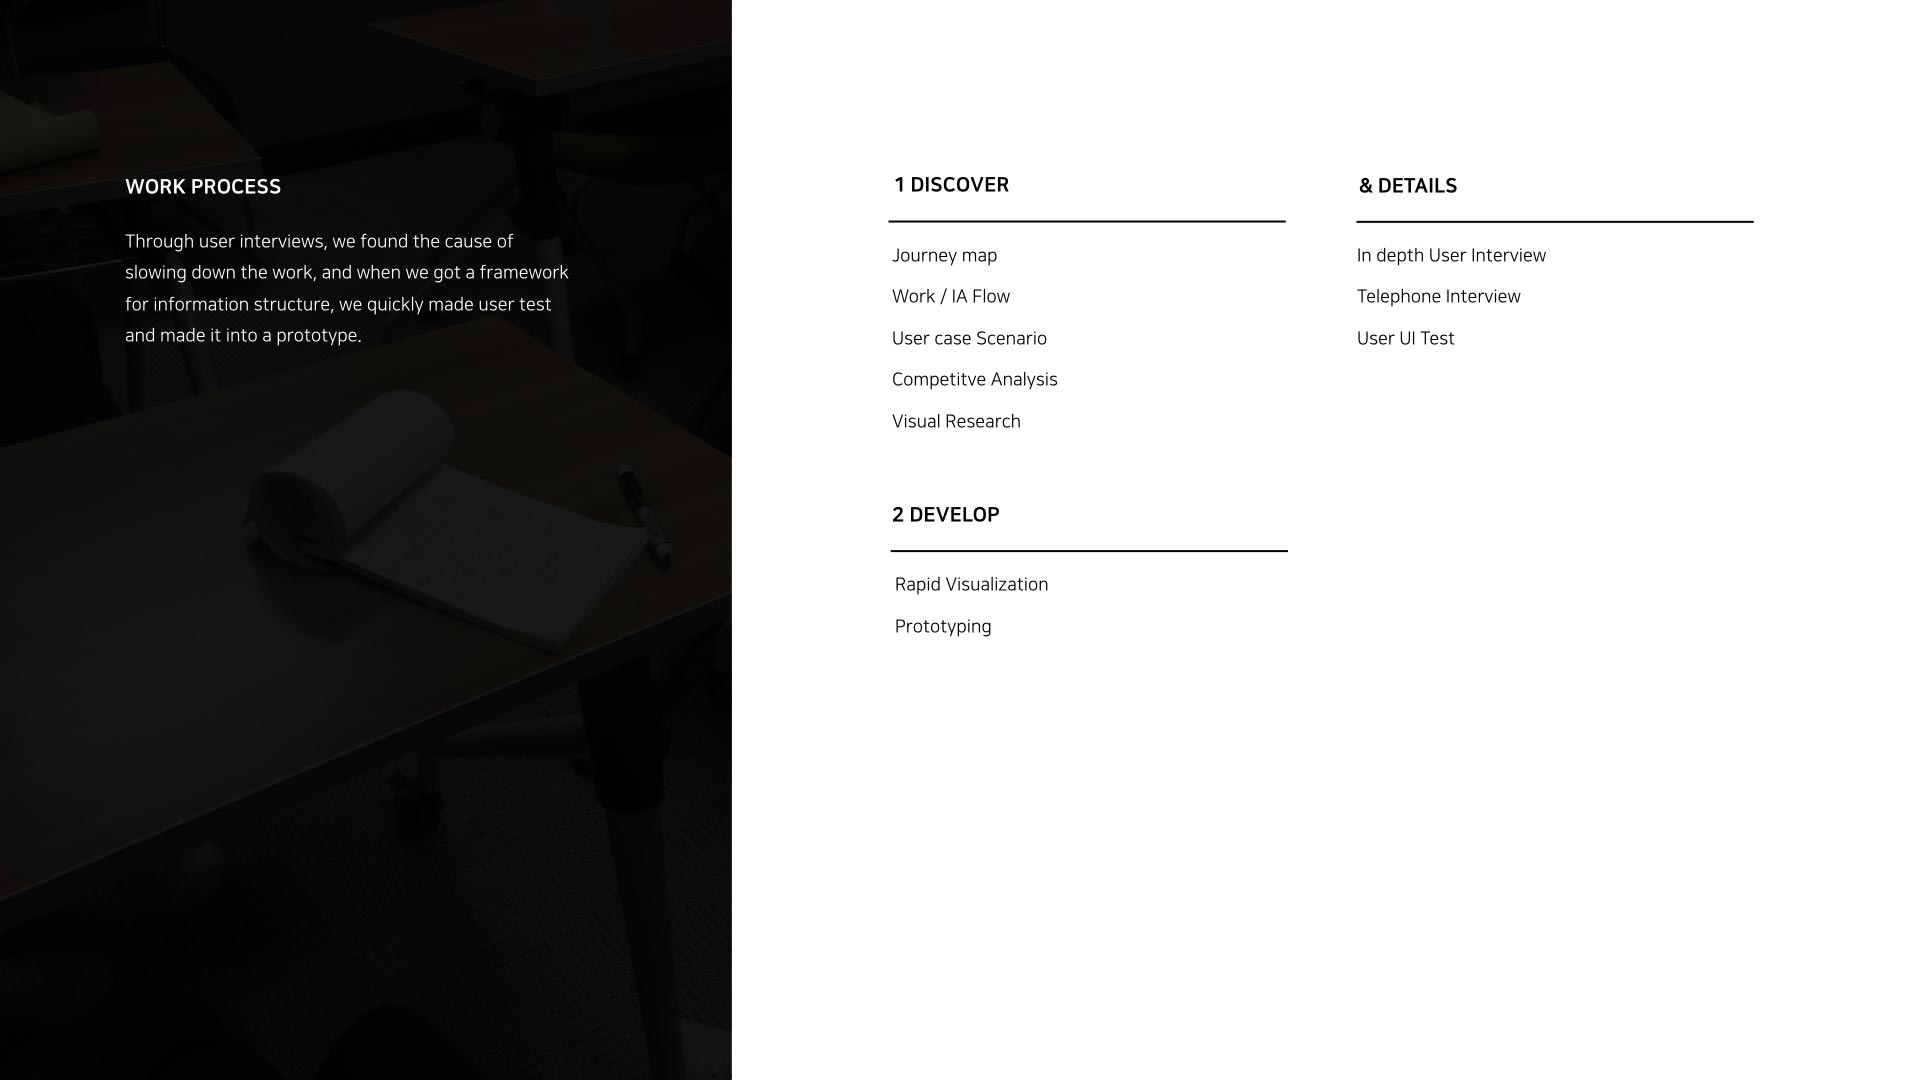 WORK PROCESS
Through user interviews, we found the cause of
slowing down the work, and when we got a framework
for information structure, we quickly made user test
and made it into a prototype.
1 DISCOVER
Journey map
Work / IA Flow
User case Scenario
Competitve Analysis
Visual Research
& DETAILS
In depth User Interview
Telephone Interview
User UI Test
2 DEVELOP
Rapid Visualization
Prototyping